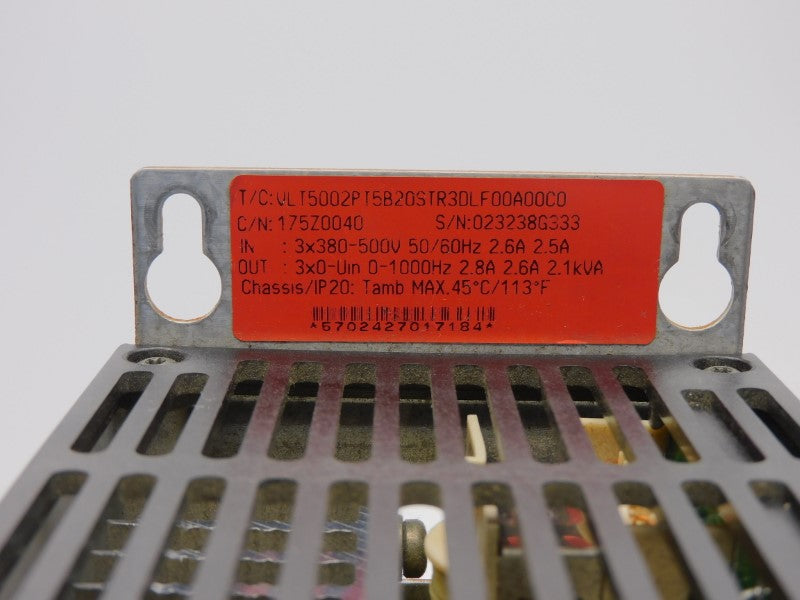 T/C:VLT5002PT5B20STR3DLF00A00C0
C/N: 175Z0040 S/N:023238G333
IN : 3x380-500V 50/60Hz 2.6A 2.5A
OUT : 3x0-Uin 0-1000Hz 2.8A 2.6A 2.1kVA
Chassis/IP20: Tamb MAX.45°C/113°F
*5702427017184*